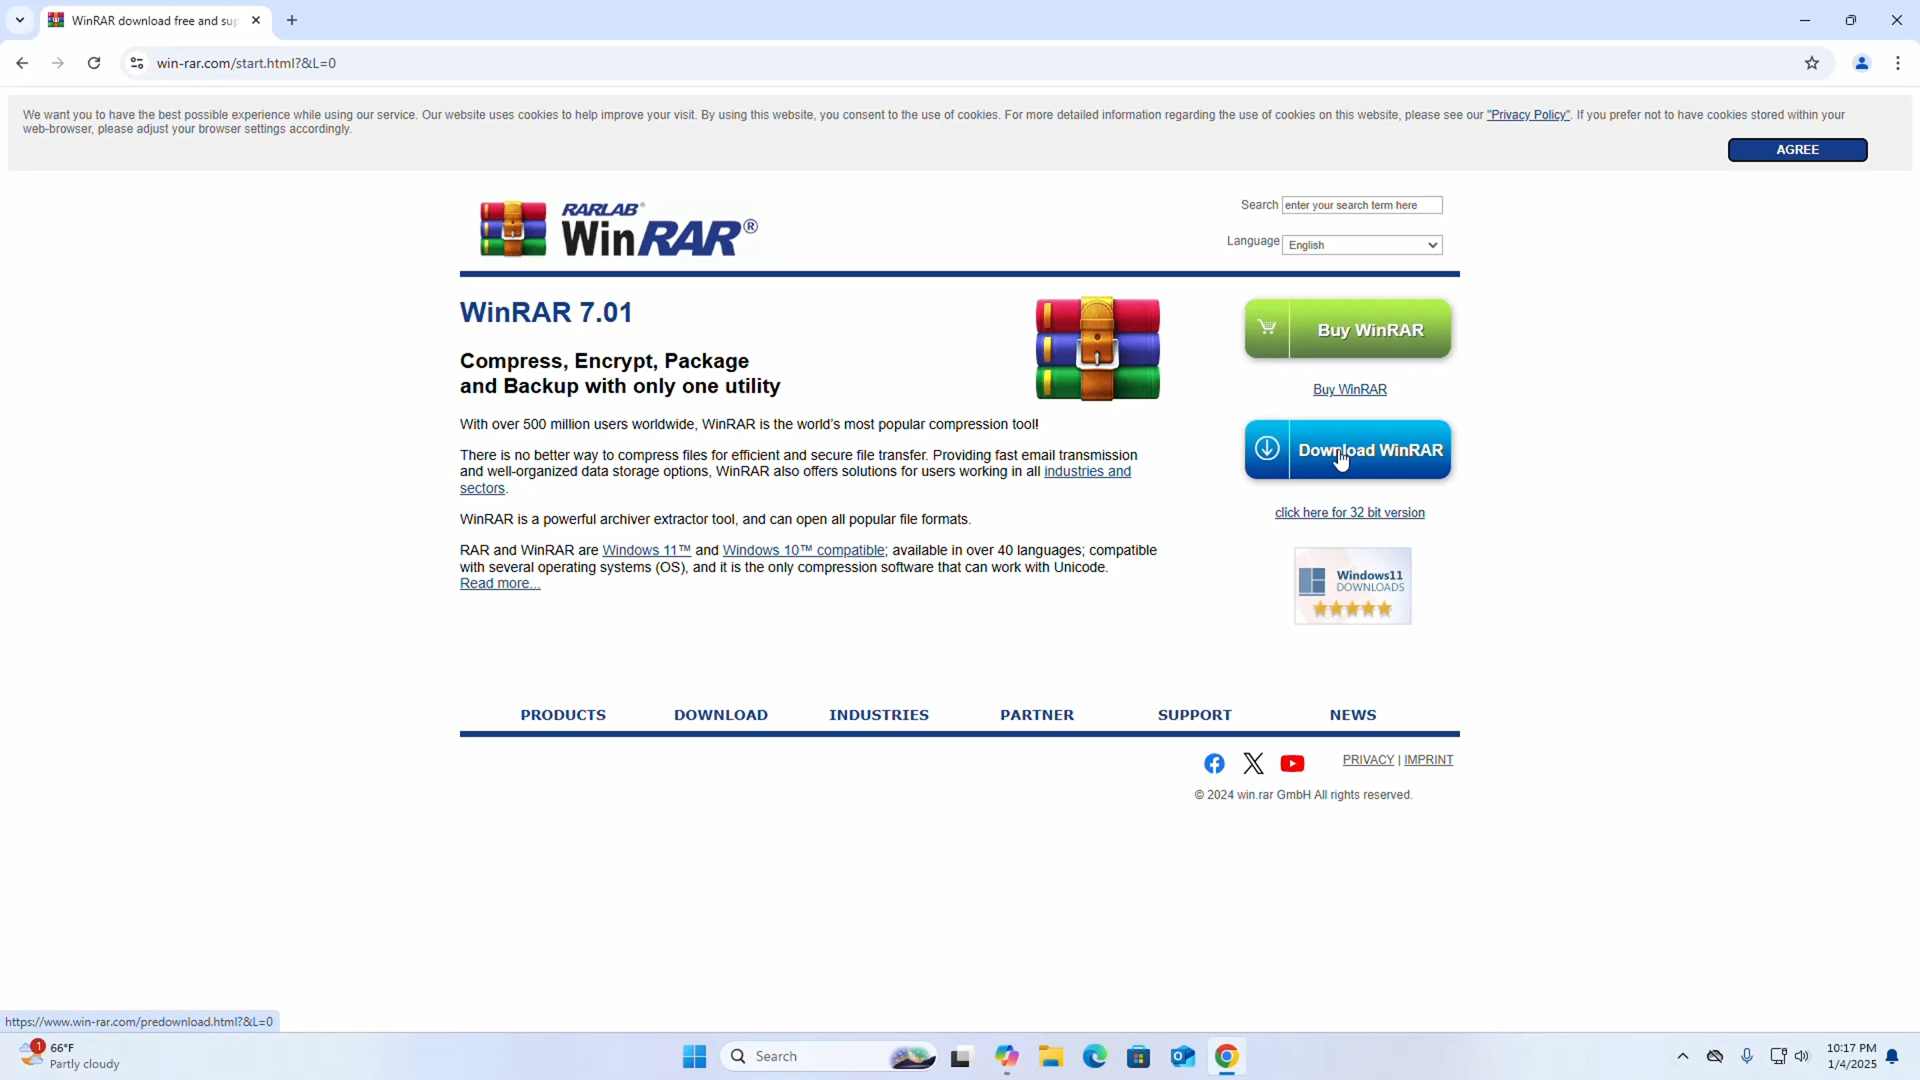 WinRAR download free and sup
win-rar.com/start.html?&L=0
We want you to have the best possible experience while using our service. Our website uses cookies to help improve your visit. By using this website, you consent to the use of cookies. For more detailed information regarding the use of cookies on this website, please see our "Privacy Policy". If you prefer not to have cookies stored within your
web-browser, please adjust your browser settings accordingly.
AGREE
RARLAB®
WinRAR®
Search enter your search term here
Language English
WinRAR 7.01
Compress, Encrypt, Package
and Backup with only one utility
With over 500 million users worldwide, WinRAR is the world's most popular compression tool!
There is no better way to compress files for efficient and secure file transfer. Providing fast email transmission
and well-organized data storage options, WinRAR also offers solutions for users working in all industries and
sectors.
WinRAR is a powerful archiver extractor tool, and can open all popular file formats.
RAR and WinRAR are Windows 11™ and Windows 10™ compatible; available in over 40 languages; compatible
with several operating systems (OS), and it is the only compression software that can work with Unicode.
Read more...
Buy WinRAR
Buy WinRAR
Download WinRAR
click here for 32 bit version
Windows11
DOWNLOADS
PRODUCTS DOWNLOAD INDUSTRIES PARTNER SUPPORT NEWS
PRIVACY | IMPRINT
© 2024 win.rar GmbH All rights reserved.
https://www.win-rar.com/predownload.html?&L=0
1
66°F
Partly cloudy
Search
10:17 PM
1/4/2025